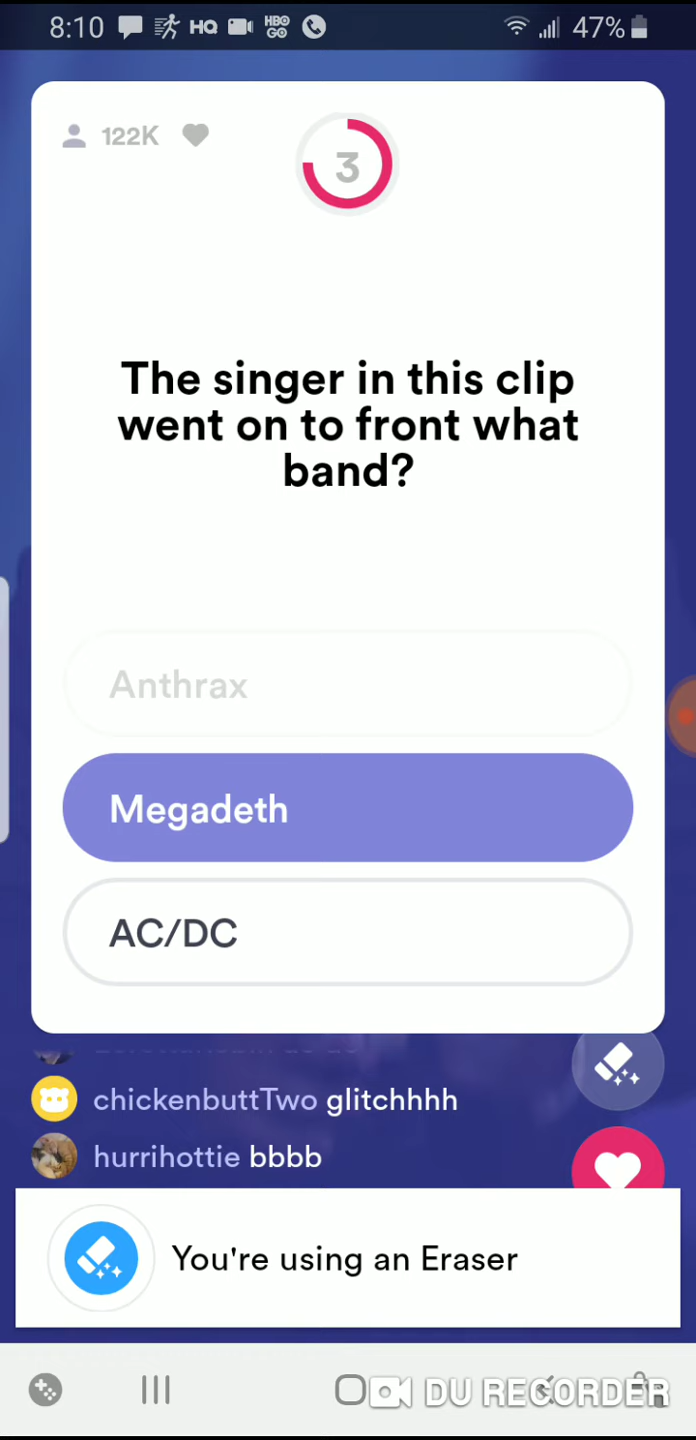 8:10 HQ HBO GO 47%
122K
3
The singer in this clip
went on to front what
band?
Anthrax
Megadeth
AC/DC
chickenbuttTwo glitchhhh
hurrihottie bbbb
You're using an Eraser
DU RECORDER